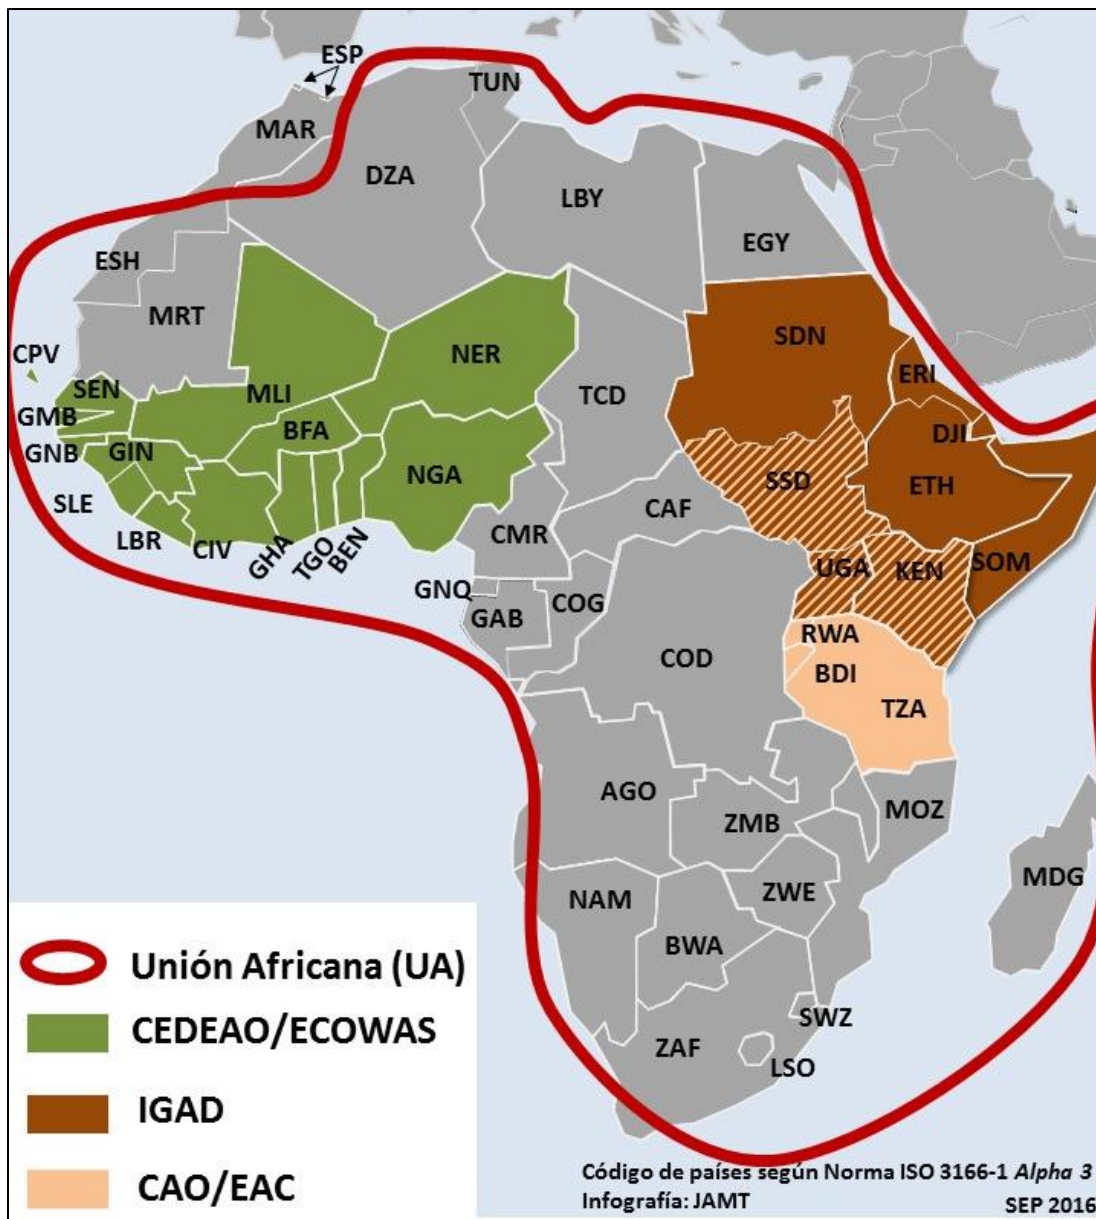 ESP
TUN
MAR
DZA
LBY
EGY
ESH
MRT
CPV
SEN
MLI
NER
TCD
SDN
ERI
GMB
BFA
DJI
GNB
GIN
NGA
SSD
ETH
SLE
CAF
LBR
CIV
GHA
TGO
BEN
CMR
UGA
KEN
SOM
GNQ
GAB
COG
RWA
COD
BDI
TZA
AGO
ZMB
MOZ
MDG
NAM
ZWE
BWA
SWZ
ZAF
LSO
Unión Africana (UA)
CEDEAO/ECOWAS
IGAD
CAO/EAC
Código de países según Norma ISO 3166-1 Alpha 3
Infografía: JAMT
SEP 2016